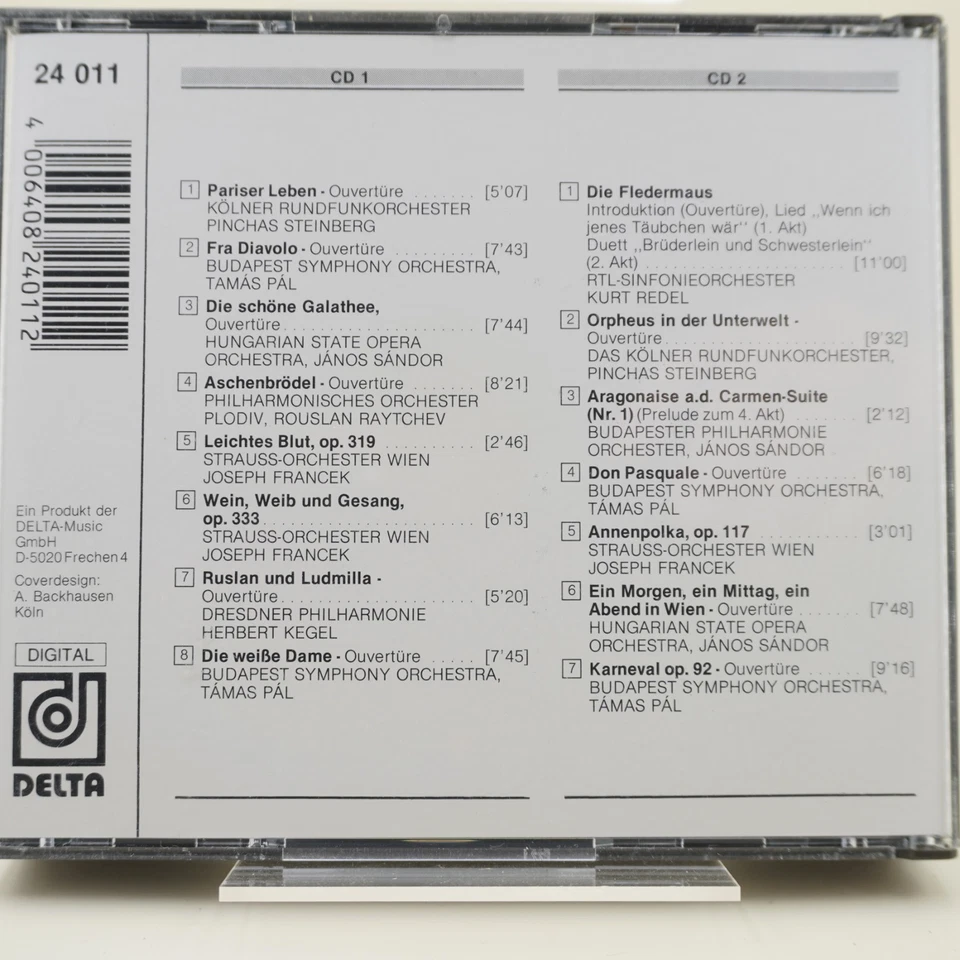 24 011
4 006408 240112
Ein Produkt der
DELTA-Music
GmbH
D-5020 Frechen 4
Coverdesign:
A. Backhausen
Köln
DIGITAL
DELTA
CD 1
1 Pariser Leben - Ouvertüre ....... [5'07]
KÖLNER RUNDFUNKORCHESTER
PINCHAS STEINBERG
2 Fra Diavolo - Ouvertüre ......... [7'43]
BUDAPEST SYMPHONY ORCHESTRA,
TAMÁS PÁL
3 Die schöne Galathee,
Ouvertüre...................... [7'44]
HUNGARIAN STATE OPERA
ORCHESTRA, JÁNOS SÁNDOR
4 Aschenbrödel - Ouvertüre ....... [8'21]
PHILHARMONISCHES ORCHESTER
PLODIV, ROUSLAN RAYTCHEV
5 Leichtes Blut, op. 319 .......... [2'46]
STRAUSS-ORCHESTER WIEN
JOSEPH FRANCEK
6 Wein, Weib und Gesang,
op. 333........................ [6'13]
STRAUSS-ORCHESTER WIEN
JOSEPH FRANCEK
7 Ruslan und Ludmilla -
Ouvertüre...................... [5'20]
DRESDNER PHILHARMONIE
HERBERT KEGEL
8 Die weiße Dame - Ouvertüre ..... [7'45]
BUDAPEST SYMPHONY ORCHESTRA,
TÁMAS PÁL
CD 2
1 Die Fledermaus
Introduktion (Ouvertüre), Lied „Wenn ich
jenes Täubchen wär" (1. Akt)
Duett „Brüderlein und Schwesterlein"
(2. Akt) ...................... [11'00]
RTL-SINFONIEORCHESTER
KURT REDEL
2 Orpheus in der Unterwelt -
Ouvertüre...................... [9'32]
DAS KÖLNER RUNDFUNKORCHESTER,
PINCHAS STEINBERG
3 Aragonaise a.d. Carmen-Suite
(Nr. 1) (Prelude zum 4. Akt) ...... [2'12]
BUDAPESTER PHILHARMONIE
ORCHESTER, JÁNOS SÁNDOR
4 Don Pasquale - Ouvertüre ....... [6'18]
BUDAPEST SYMPHONY ORCHESTRA,
TÁMAS PÁL
5 Annenpolka, op. 117 ........... [3'01]
STRAUSS-ORCHESTER WIEN
JOSEPH FRANCEK
6 Ein Morgen, ein Mittag, ein
Abend in Wien - Ouvertüre ....... [7'48]
HUNGARIAN STATE OPERA
ORCHESTRA, JÁNOS SÁNDOR
7 Karneval op. 92 - Ouvertüre ...... [9'16]
BUDAPEST SYMPHONY ORCHESTRA,
TÁMAS PÁL